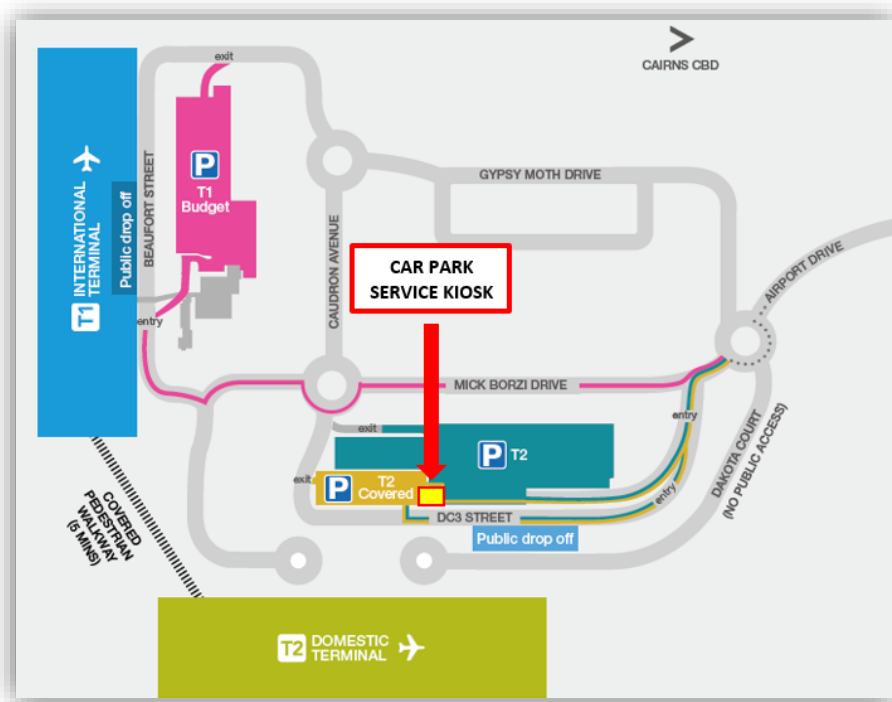 >
CAIRNS CBD
exit
P
T1
Budget
T1 INTERNATIONAL
TERMINAL
Public drop off
BEAUFORT STREET
entry
GYPSY MOTH DRIVE
CAUDRON AVENUE
CAR PARK
SERVICE KIOSK
AIRPORT DRIVE
MICK BORZI DRIVE
entry
exit
P T2
exit
P T2
Covered
entry
DC3 STREET
Public drop off
DAKOTA COURT
(NO PUBLIC ACCESS)
COVERED
PEDESTRIAN
WALKWAY
(5 MINS)
T2 DOMESTIC
TERMINAL